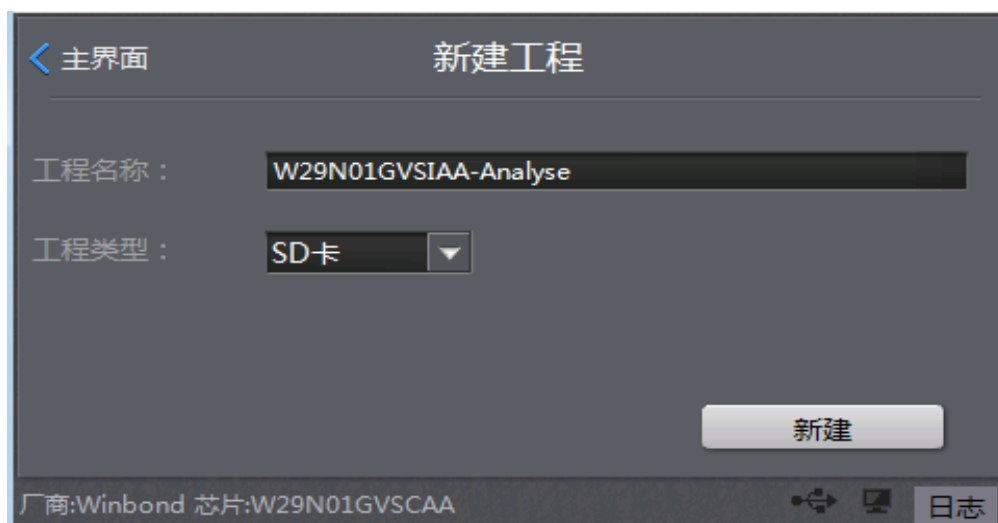 主界面
新建工程
工程名称：
W29N01GVSIAA-Analyse
工程类型：
SD卡
新建
厂商:Winbond 芯片:W29N01GVSCAA
日志